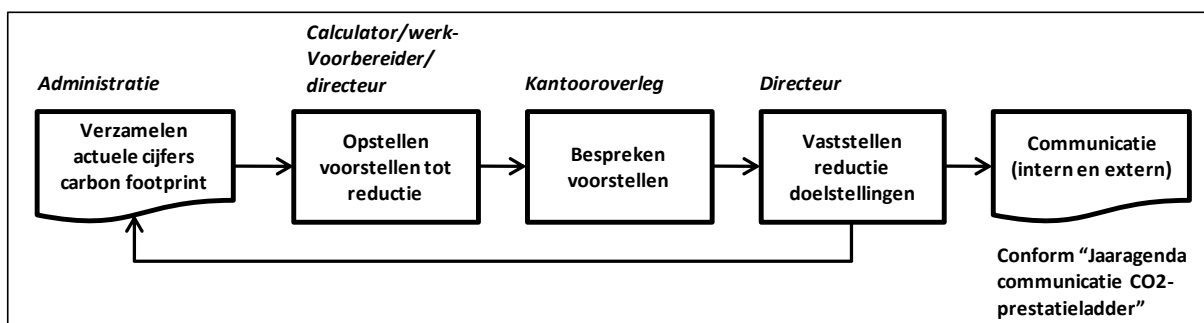 Calculator/werk-
Voorbereider/
directeur
Administratie
Kantooroverleg
Directeur
Verzamelen
actuele cijfers
carbon footprint
Opstellen
voorstellen tot
reductie
Bespreken
voorstellen
Vaststellen
reductie
doelstellingen
Communicatie
(intern en extern)
Conform “Jaaragenda
communicatie CO2-
prestatieladder”